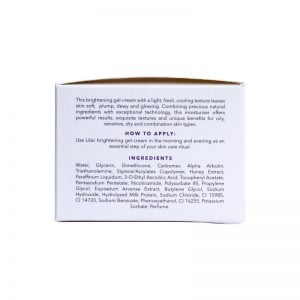 This brightening gel-cream with a light, fresh, cooling texture leaves
skin soft, plump, dewy and glowing. Combining precious natural
ingredients with exceptional technology, this moisturiser offers
powerful results, exquisite textures and unique benefits for oily,
sensitive, dry and combination skin types.
HOW TO APPLY:
Use Lilac brightening gel-cream in the morning and evening as an
essential step of your skin care ritual.
INGREDIENTS
Water, Glycerin, Dimethicone, Carbomer, Alpha Arbutin,
Triethanolemine, Styrene/Acrylates Copolymer, Honey Extract,
Paraffinum Liquidum, 3-O-Ethyl Ascorbic Acid, Tocopheryl Acetate,
Pentasodium Pentetate, Nicotinamide, Polysorbate 85, Propylene
Glycol, Equisetum Arvense Extract, Butylene Glycol, Sodium
Hydroxide, Hydrolyzed Milk Protein, Sodium Chloride, CI 15985,
CI 14720, Sodium Benzoate, Phenoxyethanol, CI 16255, Potassium
Sorbate, Perfume.